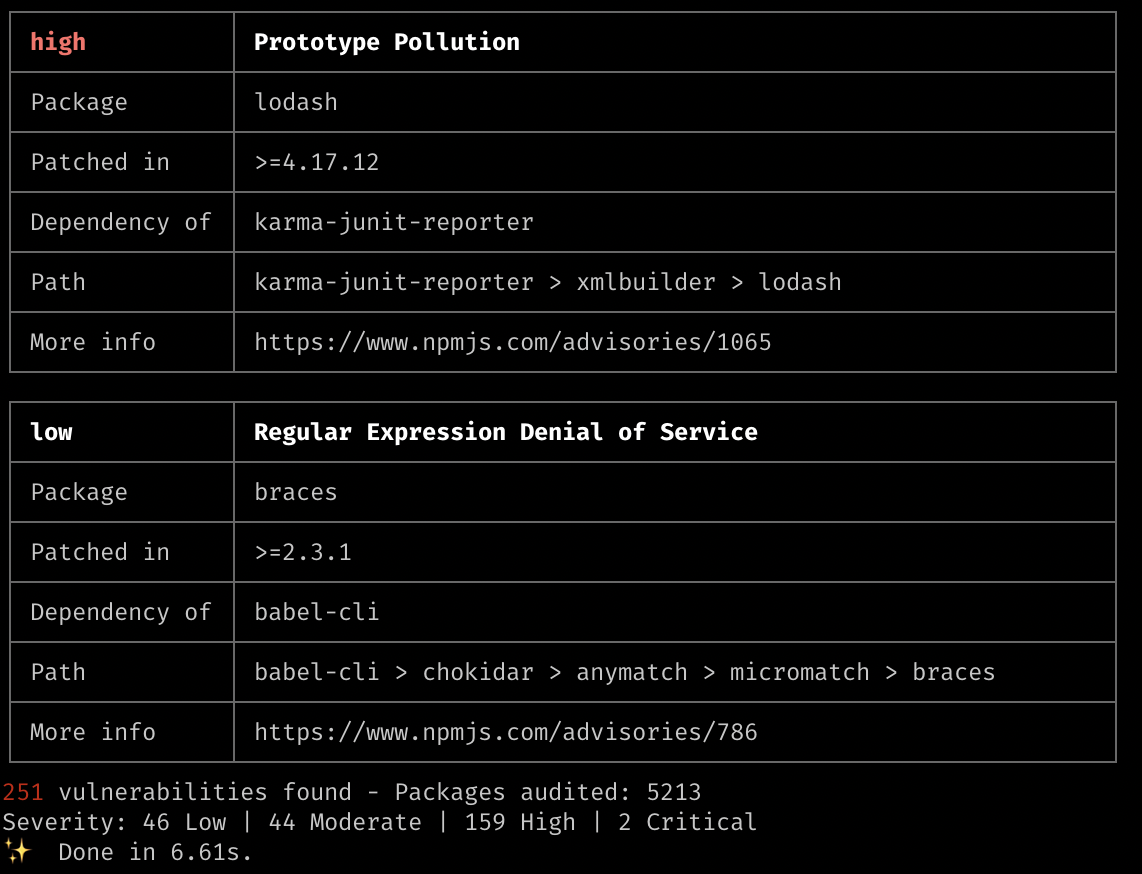 high Prototype Pollution
Package lodash
Patched in >=4.17.12
Dependency of karma-junit-reporter
Path karma-junit-reporter > xmlbuilder > lodash
More info https://www.npmjs.com/advisories/1065
low Regular Expression Denial of Service
Package braces
Patched in >=2.3.1
Dependency of babel-cli
Path babel-cli > chokidar > anymatch > micromatch > braces
More info https://www.npmjs.com/advisories/786
251 vulnerabilities found - Packages audited: 5213
Severity: 46 Low | 44 Moderate | 159 High | 2 Critical
✨ Done in 6.61s.